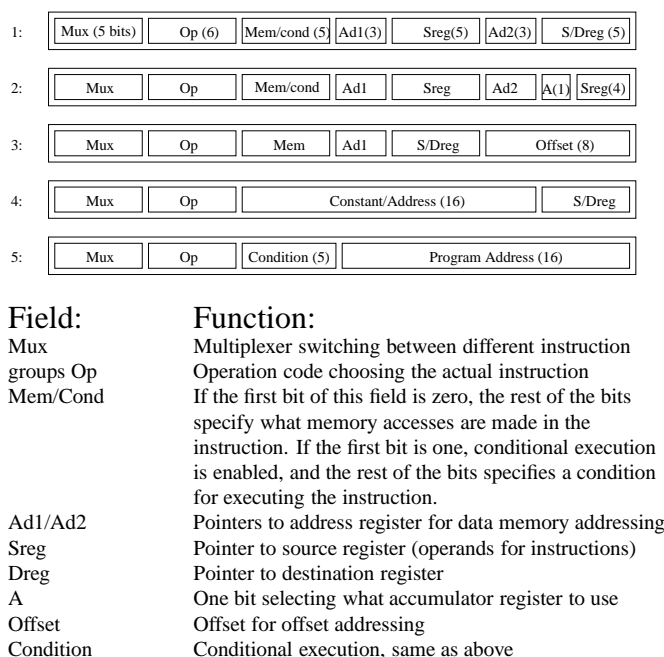 1: Mux (5 bits) Op (6) Mem/cond (5) Ad1(3) Sreg(5) Ad2(3) S/Dreg (5)
2: Mux Op Mem/cond Ad1 Sreg Ad2 A(1) Sreg(4)
3: Mux Op Mem Ad1 S/Dreg Offset (8)
4: Mux Op Constant/Address (16) S/Dreg
5: Mux Op Condition (5) Program Address (16)
Field: Function:
Mux Multiplexer switching between different instruction
groups Op Operation code choosing the actual instruction
Mem/Cond If the first bit of this field is zero, the rest of the bits
specify what memory accesses are made in the
instruction. If the first bit is one, conditional execution
is enabled, and the rest of the bits specifies a condition
for executing the instruction.
Ad1/Ad2 Pointers to address register for data memory addressing
Sreg Pointer to source register (operands for instructions)
Dreg Pointer to destination register
A One bit selecting what accumulator register to use
Offset Offset for offset addressing
Condition Conditional execution, same as above